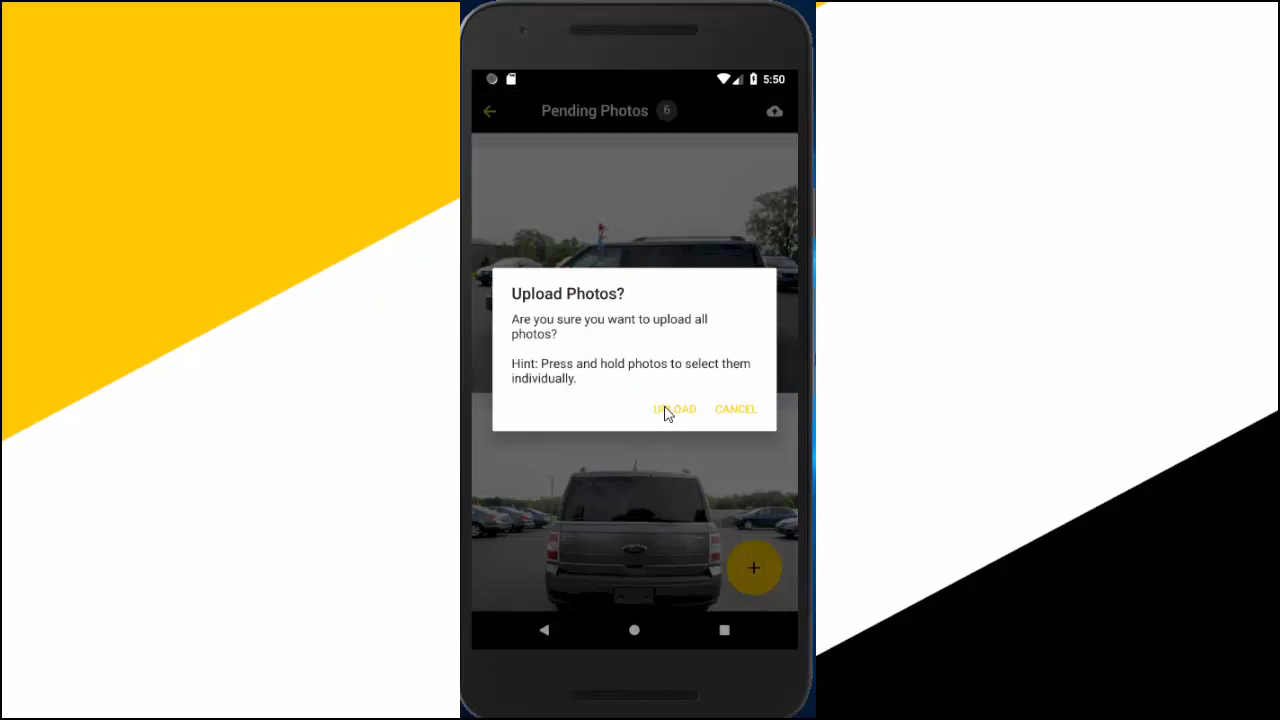 5:50
Pending Photos 6
Upload Photos?
Are you sure you want to upload all
photos?
Hint: Press and hold photos to select them
individually.
UPLOAD CANCEL
+